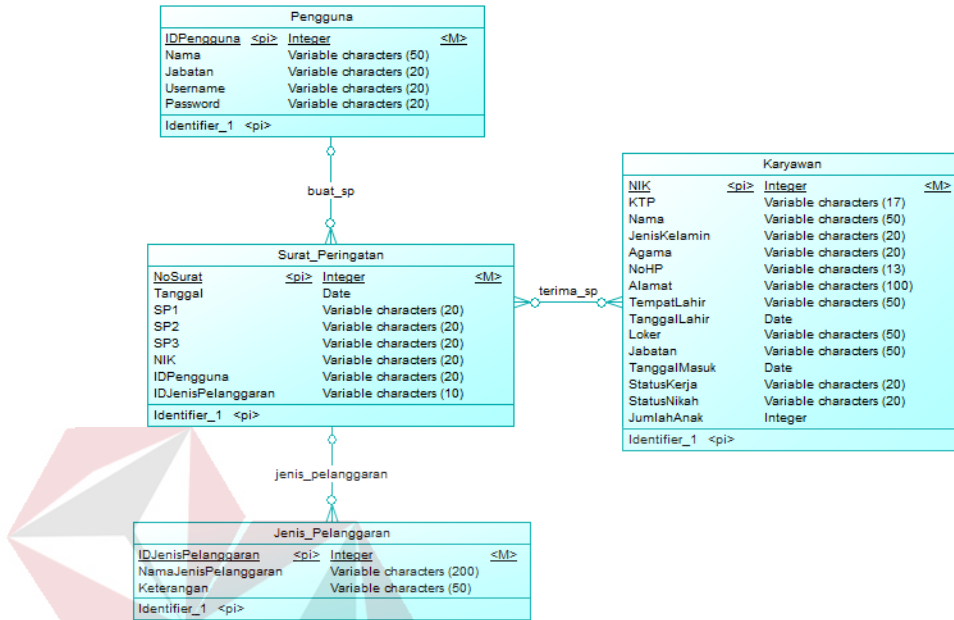 Pengguna
IDPengguna <pi> Integer <M>
Nama Variable characters (50)
Jabatan Variable characters (20)
Username Variable characters (20)
Password Variable characters (20)
Identifier_1 <pi>
buat_sp
Surat_Peringatan
NoSurat <pi> Integer <M>
Tanggal Date
SP1 Variable characters (20)
SP2 Variable characters (20)
SP3 Variable characters (20)
NIK Variable characters (20)
IDPengguna Variable characters (20)
IDJenisPelanggaran Variable characters (10)
Identifier_1 <pi>
terima_sp
Karyawan
NIK <pi> Integer <M>
KTP Variable characters (17)
Nama Variable characters (50)
JenisKelamin Variable characters (20)
Agama Variable characters (20)
NoHP Variable characters (13)
Alamat Variable characters (100)
TempatLahir Variable characters (50)
TanggalLahir Date
Loker Variable characters (50)
Jabatan Variable characters (50)
TanggalMasuk Date
StatusKerja Variable characters (20)
StatusNikah Variable characters (20)
JumlahAnak Integer
Identifier_1 <pi>
jenis_pelanggaran
Jenis_Pelanggaran
IDJenisPelanggaran <pi> Integer <M>
NamaJenisPelanggaran Variable characters (200)
Keterangan Variable characters (50)
Identifier_1 <pi>